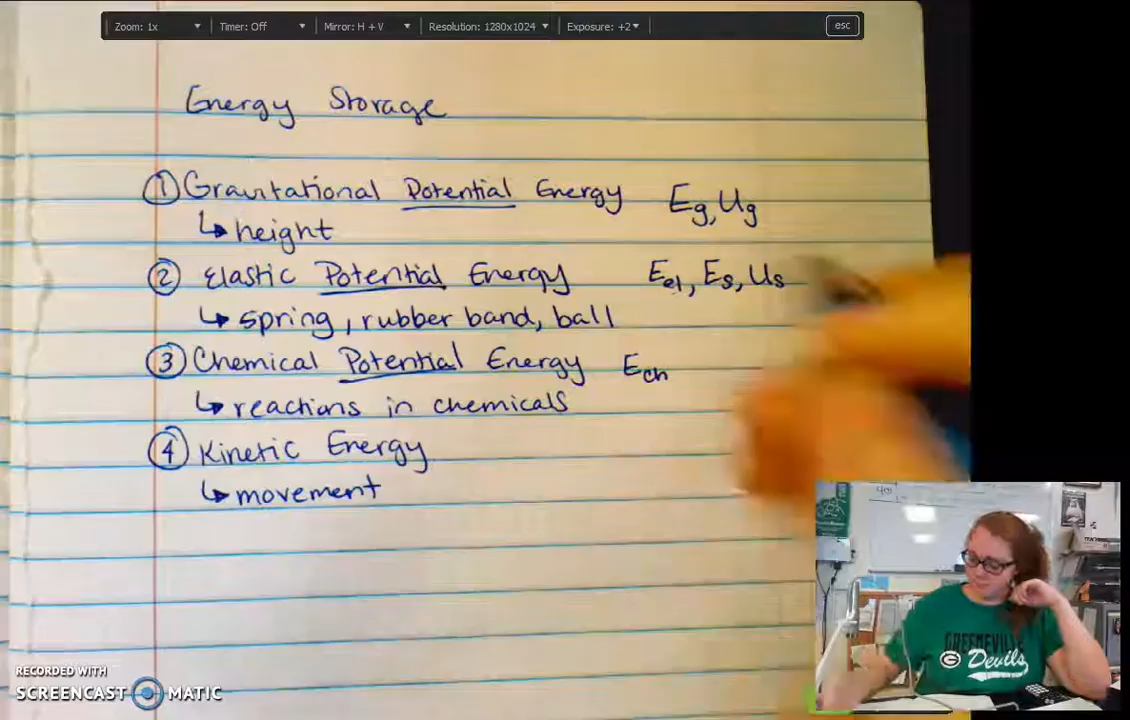 Zoom: 1x Timer: Off Mirror: H + V Resolution: 1280x1024 Exposure: +2 esc
Energy Storage
① Gravitational Potential Energy Eg, Ug
↳ height
② Elastic Potential Energy Eel, Es, Us
↳ spring, rubber band, ball
③ Chemical Potential Energy Ech
↳ reactions in chemicals
④ Kinetic Energy
↳ movement
GREENEVILLE
G Devils
RECORDED WITH
SCREENCAST MATIC